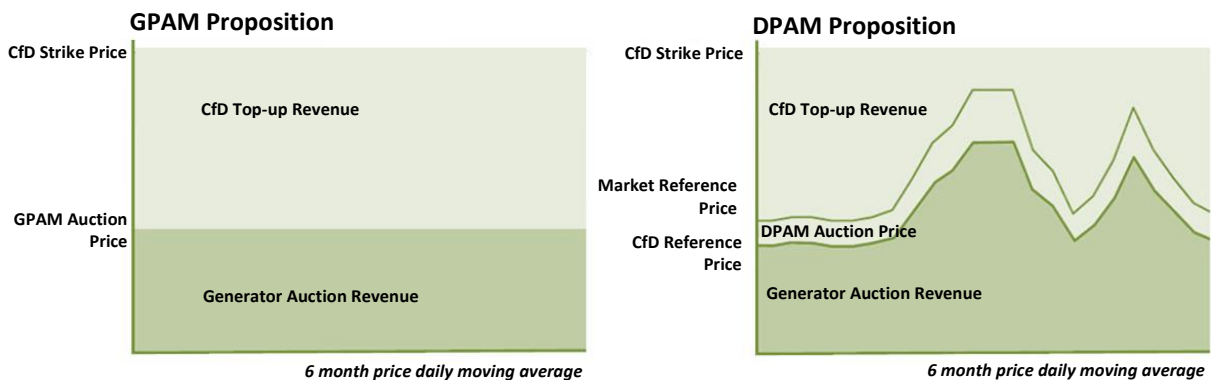 GPAM Proposition
CfD Strike Price
CfD Top-up Revenue
GPAM Auction
Price
Generator Auction Revenue
6 month price daily moving average
DPAM Proposition
CfD Strike Price
CfD Top-up Revenue
Market Reference
Price
DPAM Auction Price
CfD Reference
Price
Generator Auction Revenue
6 month price daily moving average